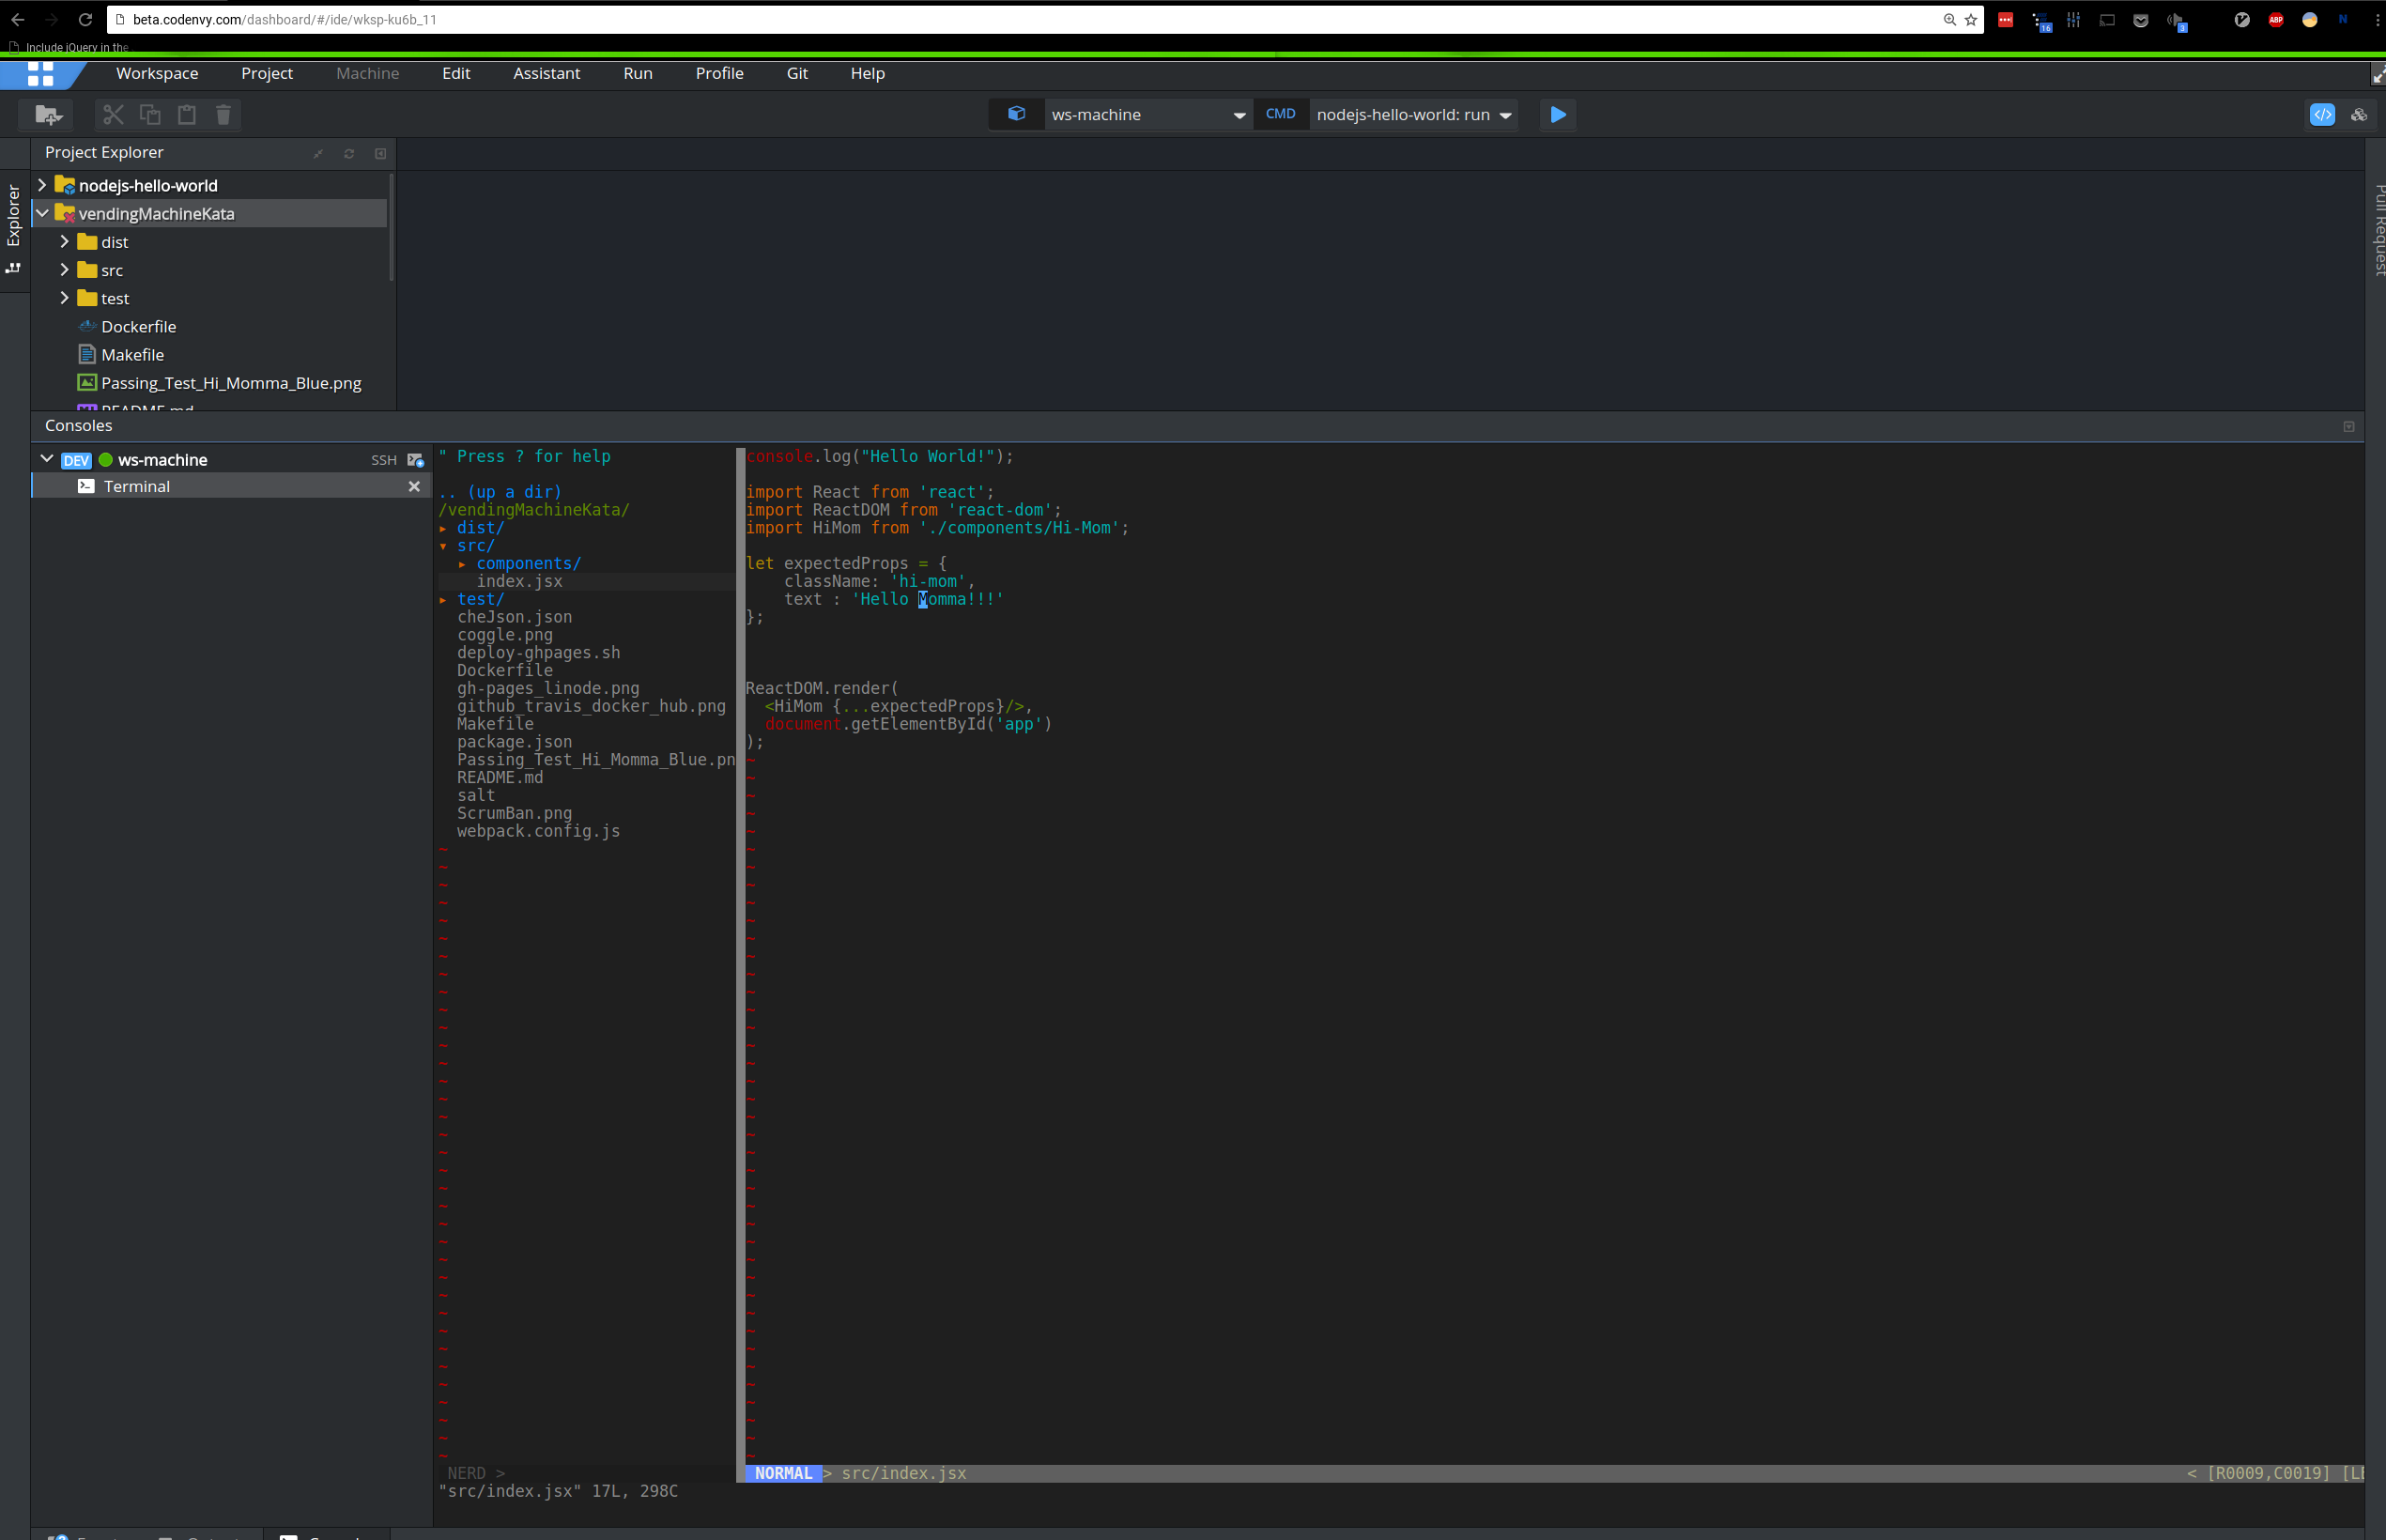 beta.codenvy.com/dashboard/#/ide/wksp-ku6b_11
16
3
ABP
N
Include jQuery in the
Workspace Project Machine Edit Assistant Run Profile Git Help
ws-machine CMD nodejs-hello-world: run
Project Explorer
Explorer
Pull Request
nodejs-hello-world
vendingMachineKata
dist
src
test
Dockerfile
Makefile
Passing_Test_Hi_Momma_Blue.png
README.md
Consoles
DEV ws-machine SSH
Terminal
" Press ? for help
.. (up a dir)
/vendingMachineKata/
▸ dist/
▾ src/
▸ components/
index.jsx
▸ test/
cheJson.json
coggle.png
deploy-ghpages.sh
Dockerfile
gh-pages_linode.png
github_travis_docker_hub.png
Makefile
package.json
Passing_Test_Hi_Momma_Blue.pn
README.md
salt
ScrumBan.png
webpack.config.js
console.log("Hello World!");
import React from 'react';
import ReactDOM from 'react-dom';
import HiMom from './components/Hi-Mom';
let expectedProps = {
className: 'hi-mom',
text : 'Hello Momma!!!'
};
ReactDOM.render(
<HiMom {...expectedProps}/>,
document.getElementById('app')
);
NERD >
NORMAL > src/index.jsx < [R0009,C0019] [LE
"src/index.jsx" 17L, 298C